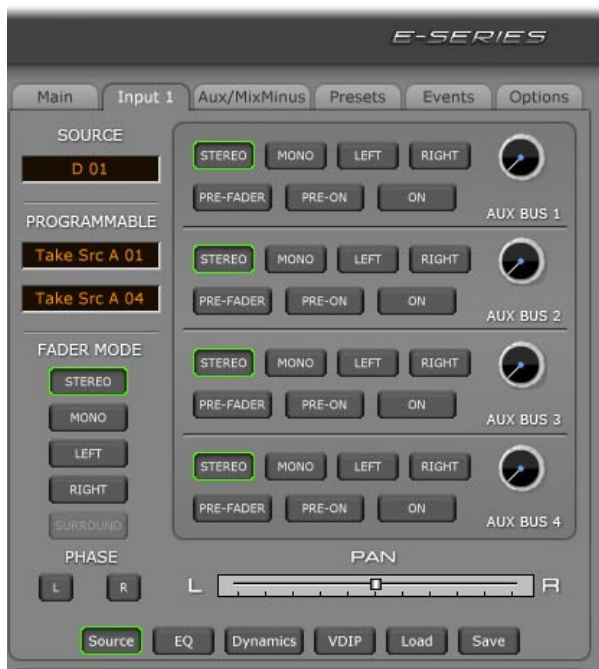 E-SERIES
Main Input 1 Aux/MixMinus Presets Events Options
SOURCE
D 01
PROGRAMMABLE
Take Src A 01
Take Src A 04
FADER MODE
STEREO
MONO
LEFT
RIGHT
SURROUND
PHASE
L R
STEREO MONO LEFT RIGHT
PRE-FADER PRE-ON ON
AUX BUS 1
STEREO MONO LEFT RIGHT
PRE-FADER PRE-ON ON
AUX BUS 2
STEREO MONO LEFT RIGHT
PRE-FADER PRE-ON ON
AUX BUS 3
STEREO MONO LEFT RIGHT
PRE-FADER PRE-ON ON
AUX BUS 4
PAN
L R
Source EQ Dynamics VDIP Load Save